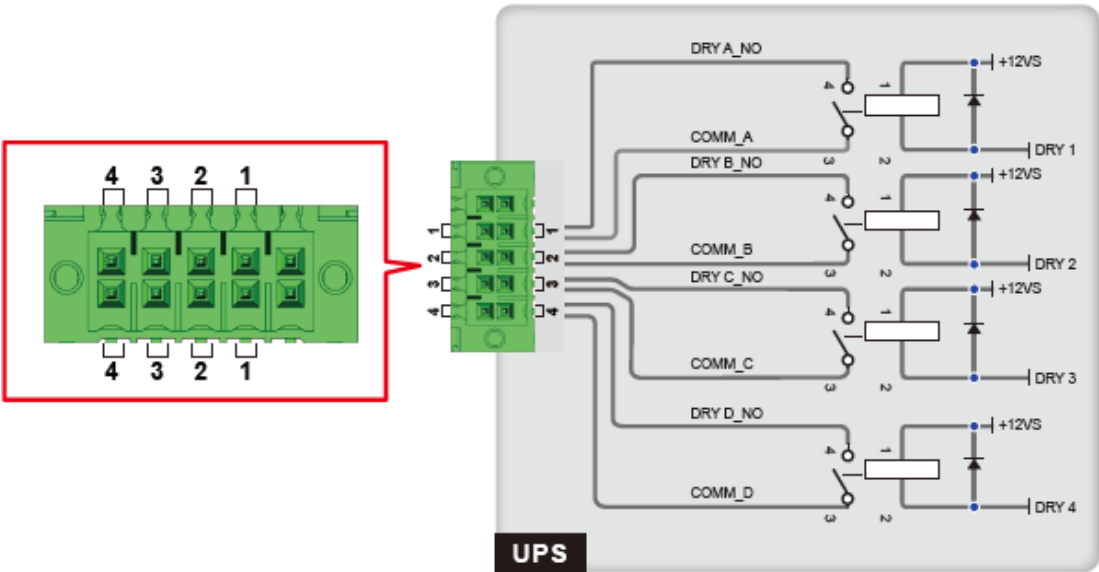 DRY A_NO
4
1
+12VS
COMM_A
3
2
DRY 1
DRY B_NO
4
1
+12VS
COMM_B
3
2
DRY 2
DRY C_NO
4
1
+12VS
COMM_C
3
2
DRY 3
DRY D_NO
4
1
+12VS
COMM_D
3
2
DRY 4
4 3 2 1
4 3 2 1
1 1
2 2
3 3
4 4
UPS